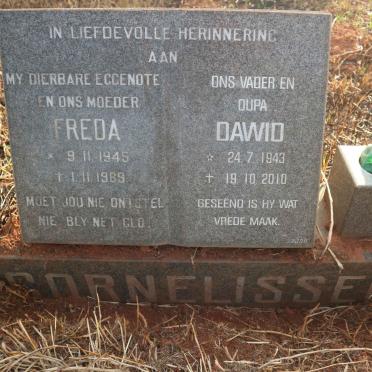 IN LIEFDEVOLLE HERINNERING
AAN
MY DIERBARE EGGENOTE
EN ONS MOEDER
FREDA
* 9.11.1945
† 1.11.1989
MOET JOU NIE ONTSTEL
NIE BLY NET GLO.
ONS VADER EN
OUPA
DAWID
☆ 24.7.1943
† 19.10.2010
GESEËND IS HY WAT
VREDE MAAK.
CORNELISSE